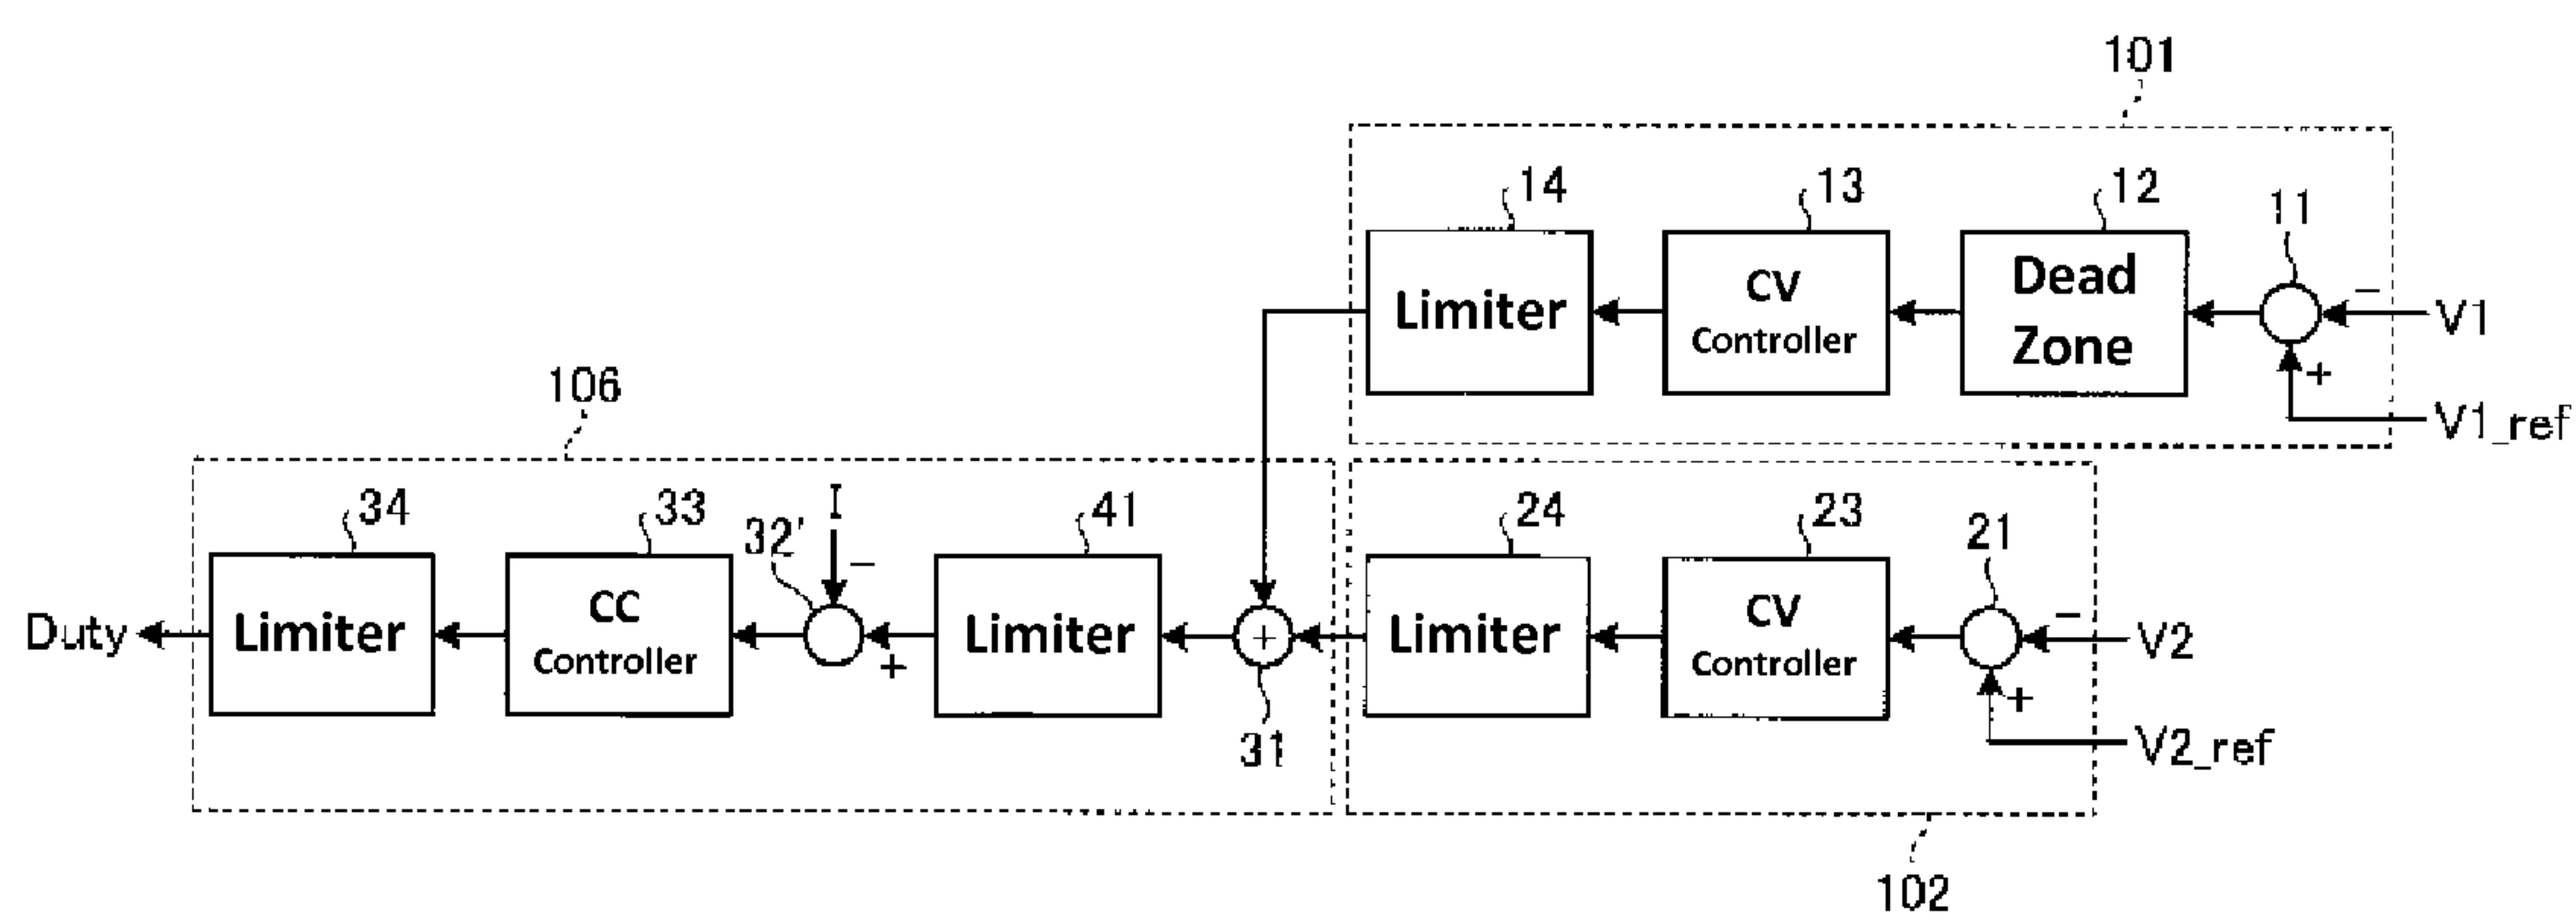 101
14
13
12
11
Limiter
CV
Controller
Dead
Zone
−
V1
+
V1_ref
106
34
33
32'
I
−
41
24
23
21
Duty
Limiter
CC
Controller
+
Limiter
+
31
Limiter
CV
Controller
−
V2
+
V2_ref
102